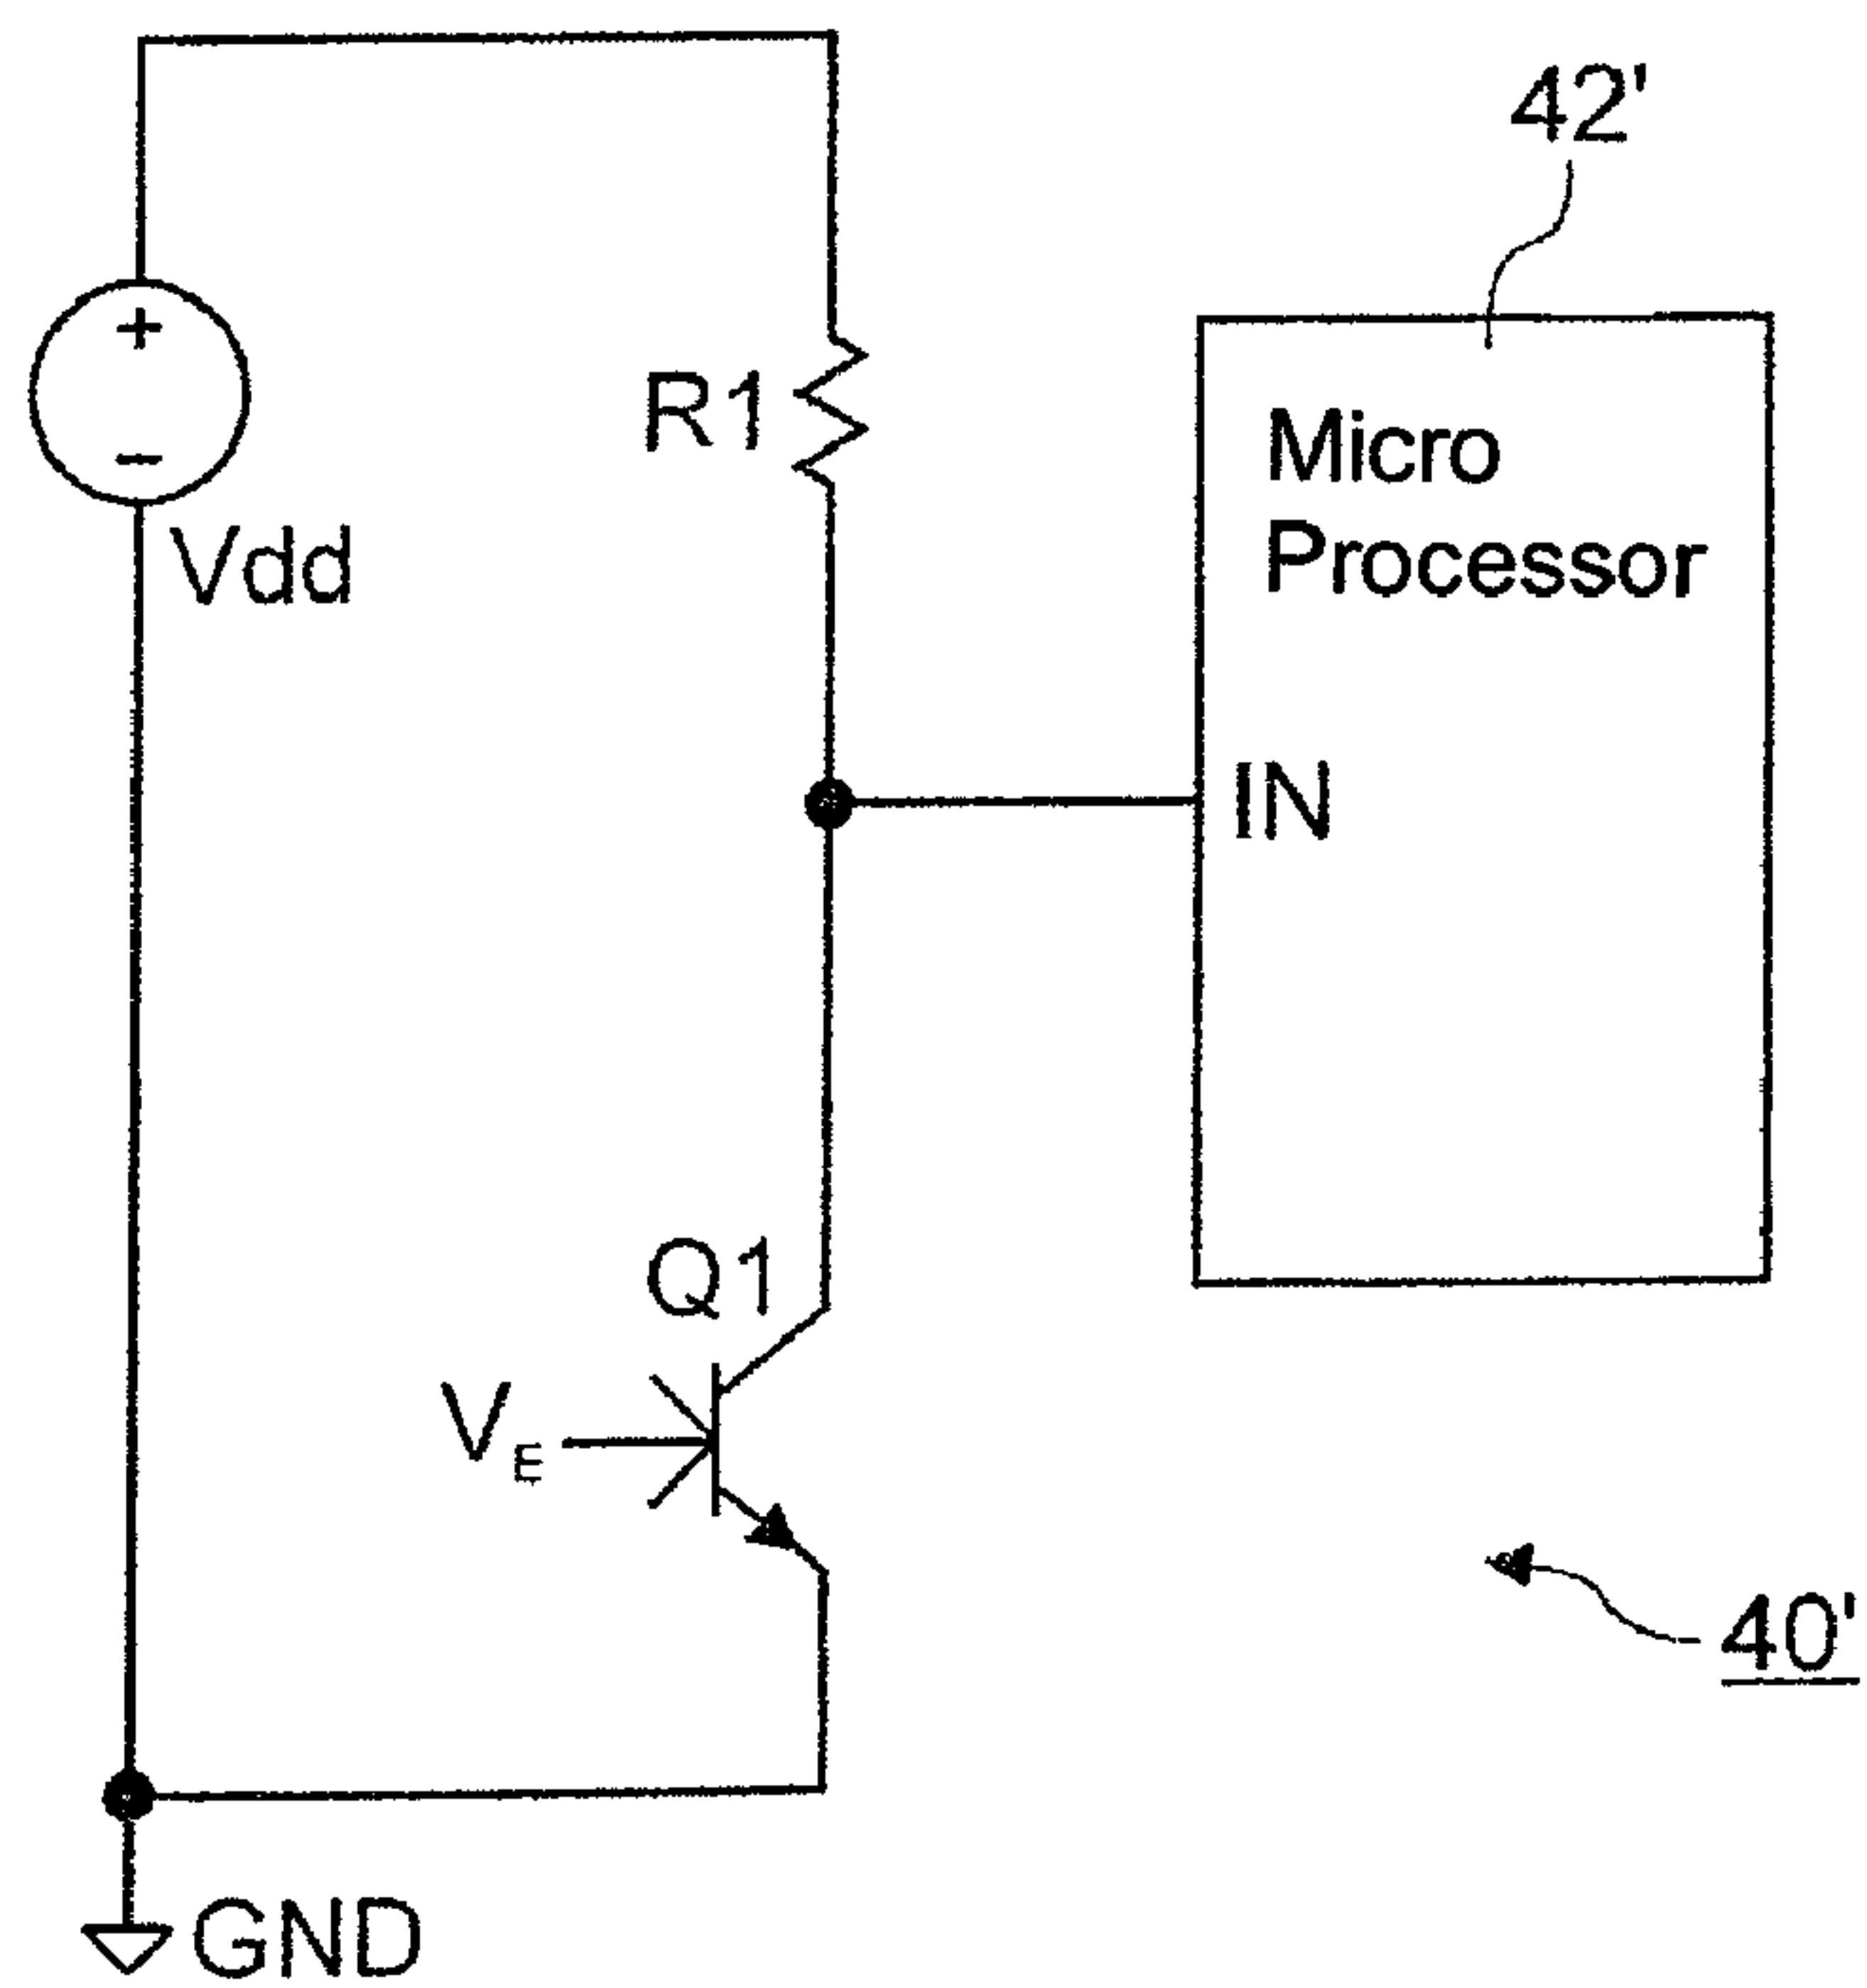 42'
+
R1
Micro
Processor
–
Vdd
IN
Q1
VE
40'
GND